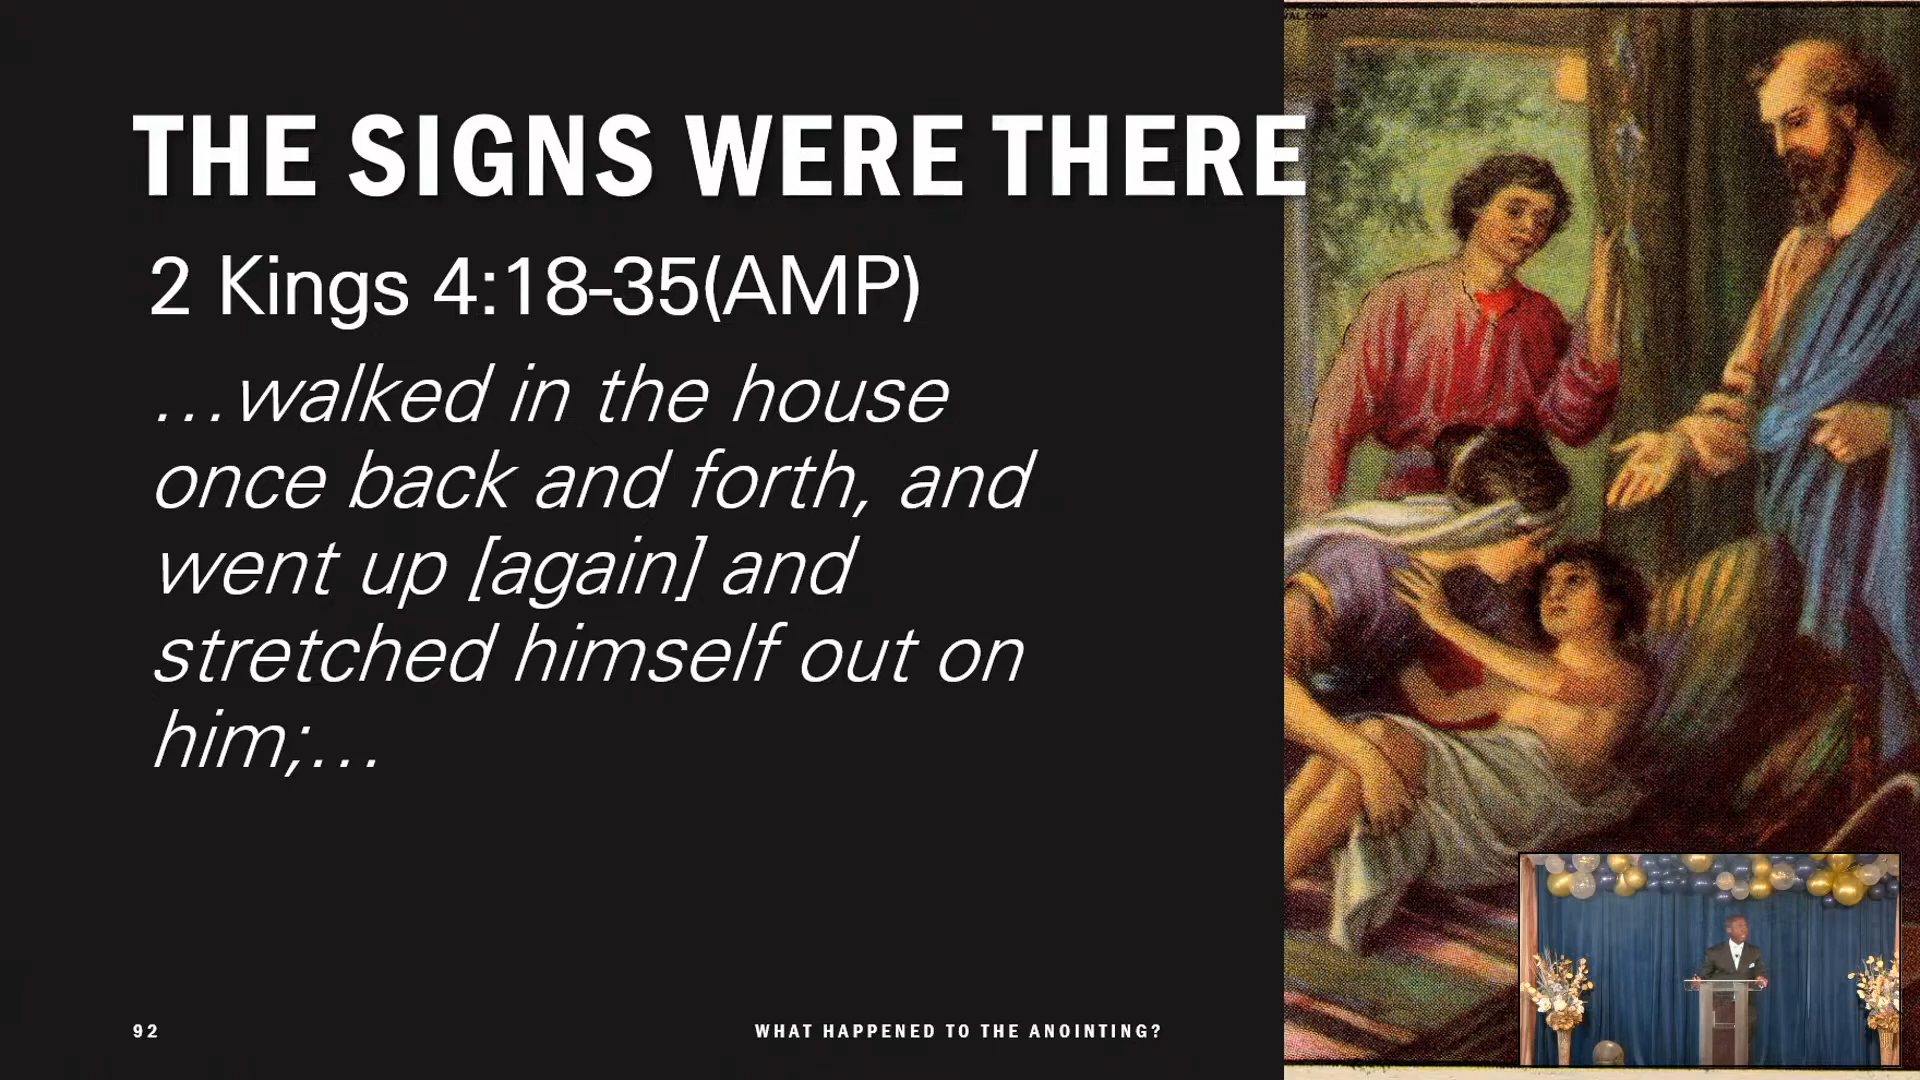 THE SIGNS WERE THERE
2 Kings 4:18-35(AMP)
…walked in the house
once back and forth, and
went up [again] and
stretched himself out on
him;…
92
WHAT HAPPENED TO THE ANOINTING?